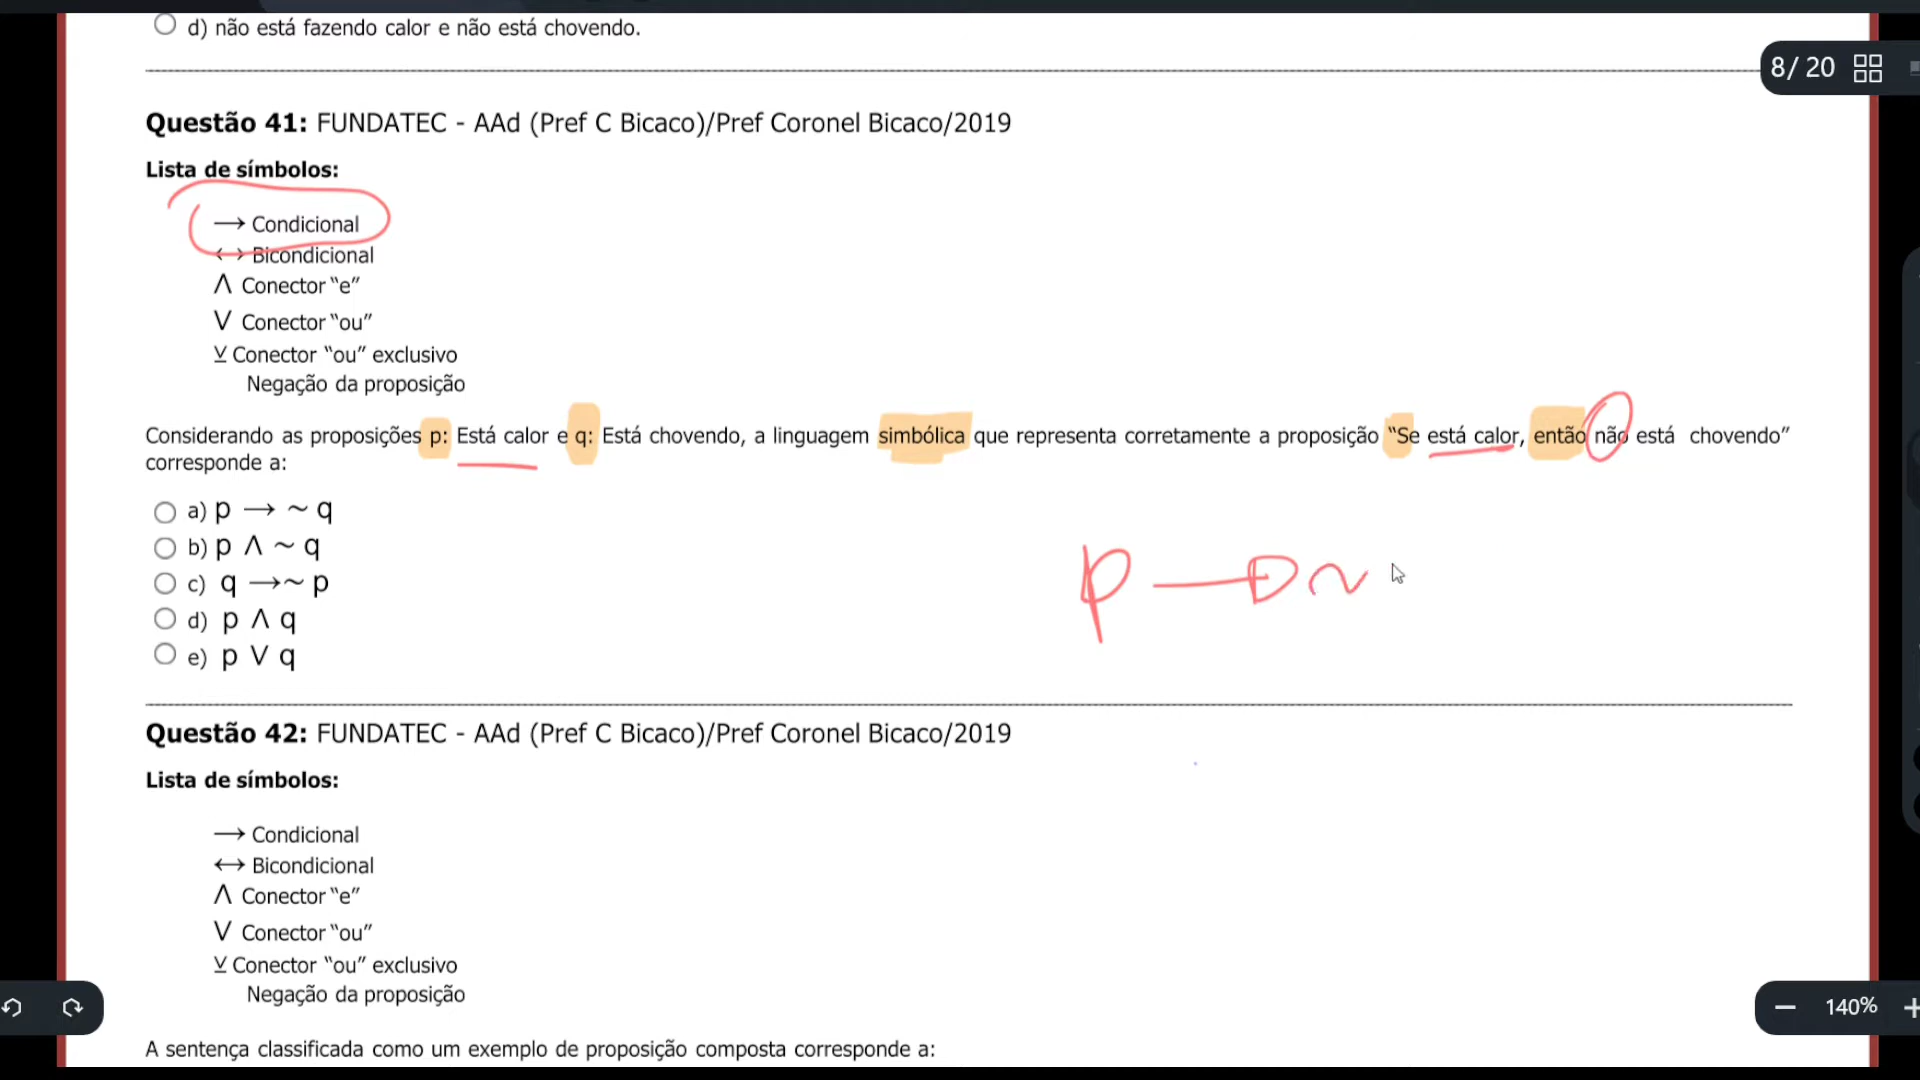 d) não está fazendo calor e não está chovendo.
8/ 20
Questão 41: FUNDATEC - AAd (Pref C Bicaco)/Pref Coronel Bicaco/2019
Lista de símbolos:
→ Condicional
↔ Bicondicional
Λ Conector “e”
V Conector “ou”
⊻ Conector “ou” exclusivo
Negação da proposição
Considerando as proposições p: Está calor e q: Está chovendo, a linguagem simbólica que representa corretamente a proposição “Se está calor, então não está chovendo”
corresponde a:
a) p → ~ q
b) p Λ ~ q
c) q →~ p
d) p Λ q
e) p V q
p → ~
Questão 42: FUNDATEC - AAd (Pref C Bicaco)/Pref Coronel Bicaco/2019
Lista de símbolos:
→ Condicional
↔ Bicondicional
Λ Conector “e”
V Conector “ou”
⊻ Conector “ou” exclusivo
Negação da proposição
140%
A sentença classificada como um exemplo de proposição composta corresponde a: